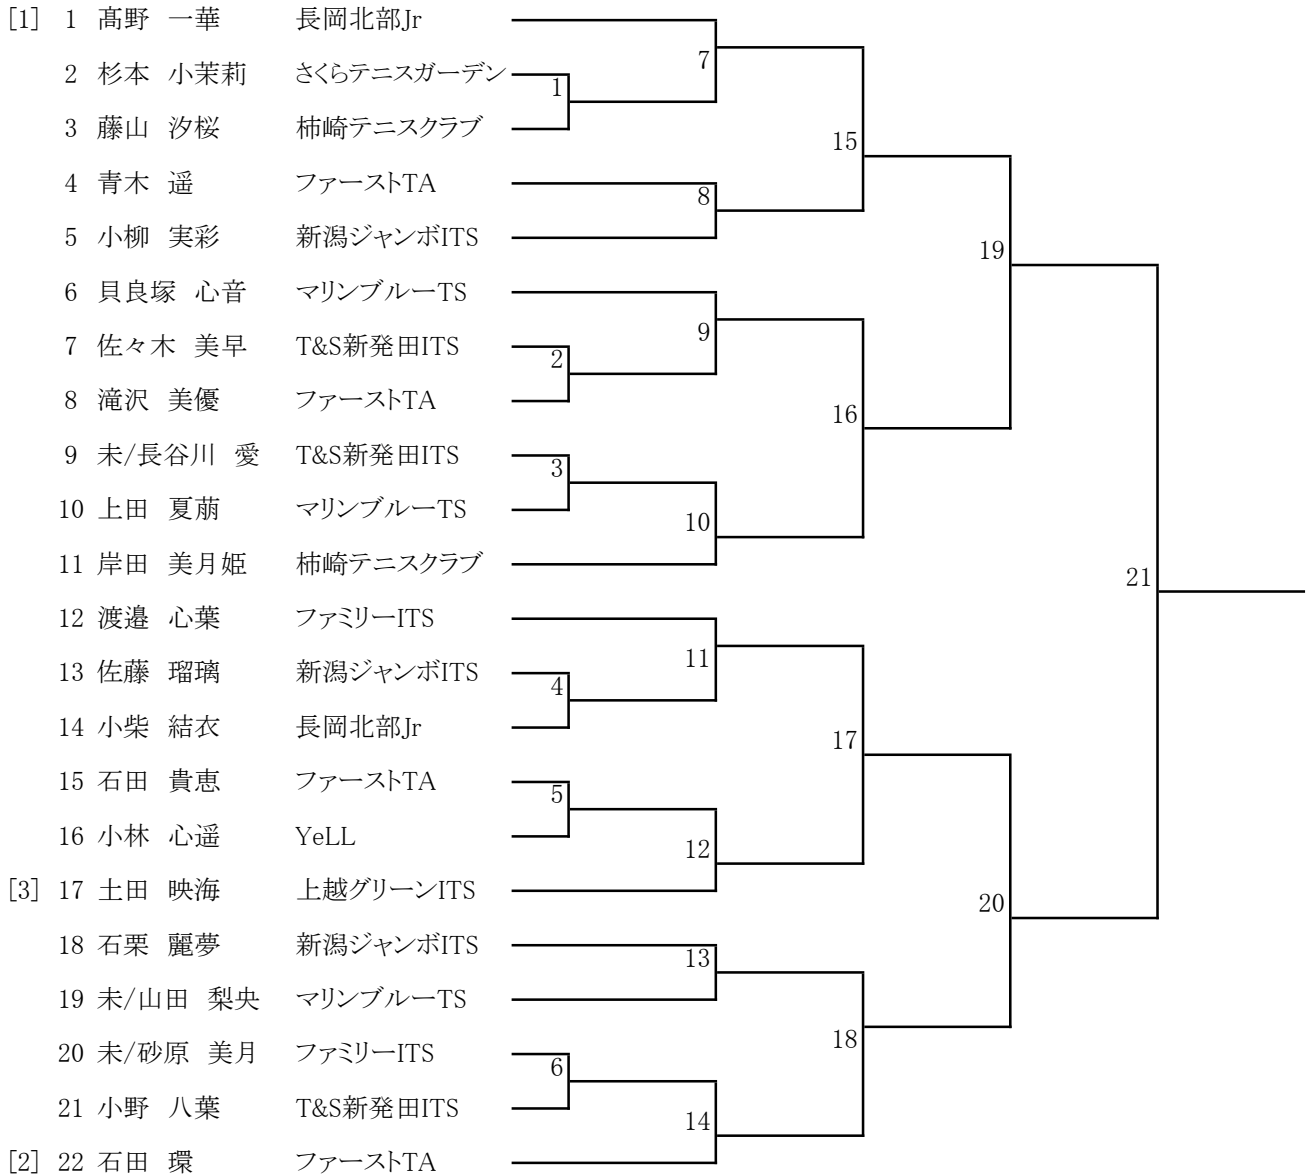 [1] 1 髙野 一華 長岡北部Jr
7
2 杉本 小茉莉 さくらテニスガーデン
1
3 藤山 汐桜 柿崎テニスクラブ
15
4 青木 遥 ファーストTA
8
5 小柳 実彩 新潟ジャンボITS
19
6 貝良塚 心音 マリンブルーTS
9
7 佐々木 美早 T&S新発田ITS
2
8 滝沢 美優 ファーストTA
16
9 未/長谷川 愛 T&S新発田ITS
3
10 上田 夏萠 マリンブルーTS
10
11 岸田 美月姫 柿崎テニスクラブ
21
12 渡邉 心葉 ファミリーITS
11
13 佐藤 瑠璃 新潟ジャンボITS
4
14 小柴 結衣 長岡北部Jr
17
15 石田 貴恵 ファーストTA
5
16 小林 心遥 YeLL
12
[3] 17 土田 映海 上越グリーンITS
20
18 石栗 麗夢 新潟ジャンボITS
13
19 未/山田 梨央 マリンブルーTS
18
20 未/砂原 美月 ファミリーITS
6
21 小野 八葉 T&S新発田ITS
14
[2] 22 石田 環 ファーストTA